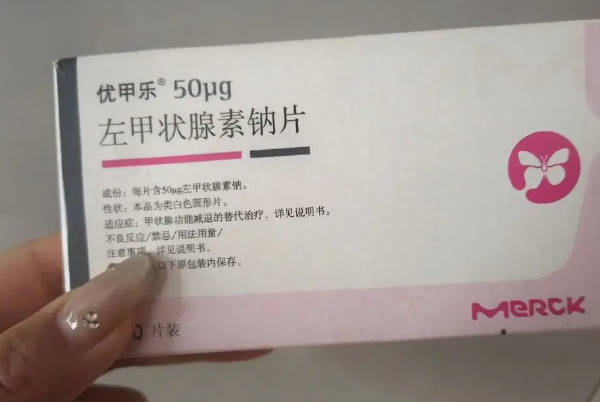 优甲乐® 50μg
左甲状腺素钠片
成份：每片含50μg左甲状腺素钠。
性状：本品为类白色圆形片。
适应症：甲状腺功能减退的替代治疗，详见说明书。
不良反应/禁忌/用法用量/
注意事项：详见说明书。
以下原包装内保存。
0 片装
MERCK